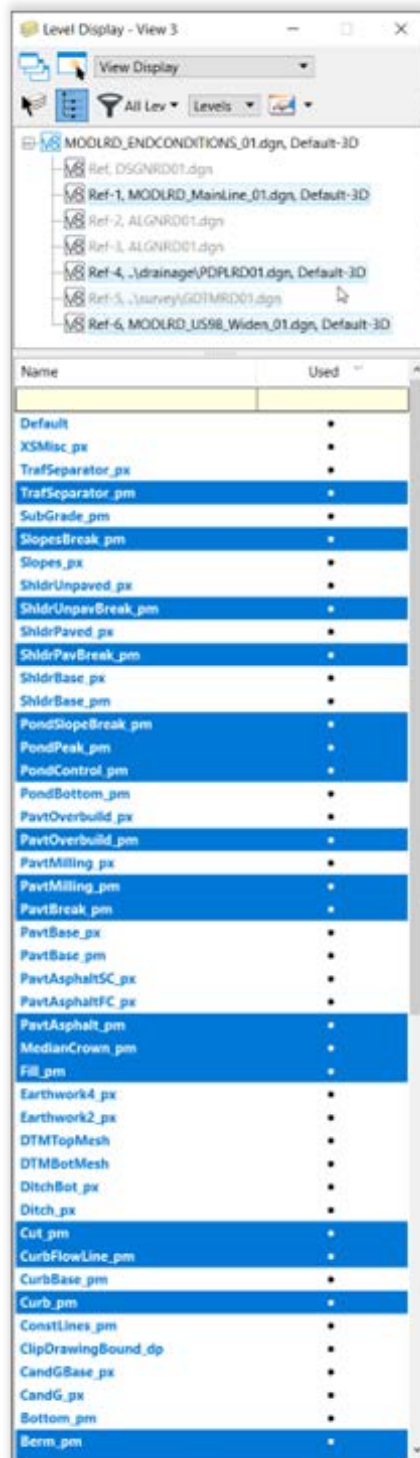 Level Display - View 3
View Display
All Lev Levels
MODLRD_ENDCONDITIONS_01.dgn, Default-3D
Ref, DSGNRD01.dgn
Ref-1, MODLRD_MainLine_01.dgn, Default-3D
Ref-2, ALGNRD01.dgn
Ref-3, ALGNRD01.dgn
Ref-4, ..\drainage\PDPLRD01.dgn, Default-3D
Ref-5, ..\survey\GDTMRD01.dgn
Ref-6, MODLRD_US98_Widen_01.dgn, Default-3D
Name Used
Default
XSMisc_px
TrafSeparator_px
TrafSeparator_pm
SubGrade_pm
SlopesBreak_pm
Slopes_px
ShldrUnpaved_px
ShldrUnpavBreak_pm
ShldrPaved_px
ShldrPavBreak_pm
ShldrBase_px
ShldrBase_pm
PondSlopeBreak_pm
PondPeak_pm
PondControl_pm
PondBottom_pm
PavtOverbuild_px
PavtOverbuild_pm
PavtMilling_px
PavtMilling_pm
PavtBreak_pm
PavtBase_px
PavtBase_pm
PavtAsphaltSC_px
PavtAsphaltFC_px
PavtAsphalt_pm
MedianCrown_pm
Fill_pm
Earthwork4_px
Earthwork2_px
DTMTopMesh
DTMBotMesh
DitchBot_px
Ditch_px
Cut_pm
CurbFlowLine_pm
CurbBase_pm
Curb_pm
ConstLines_pm
ClipDrawingBound_dp
CandGBase_px
CandG_px
Bottom_pm
Berm_pm